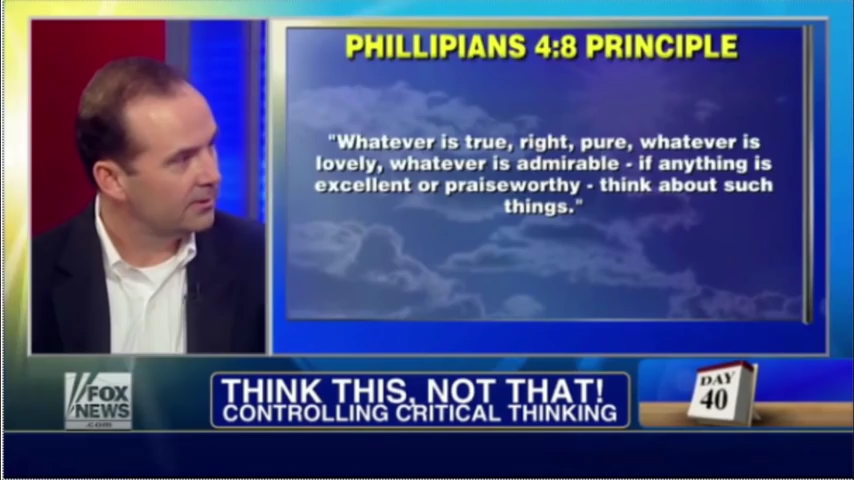 PHILLIPIANS 4:8 PRINCIPLE
"Whatever is true, right, pure, whatever is
lovely, whatever is admirable - if anything is
excellent or praiseworthy - think about such
things."
FOX
NEWS
.com
THINK THIS, NOT THAT!
CONTROLLING CRITICAL THINKING
DAY
40